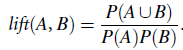 lift(A, B) = P(A∪B) / P(A)P(B).